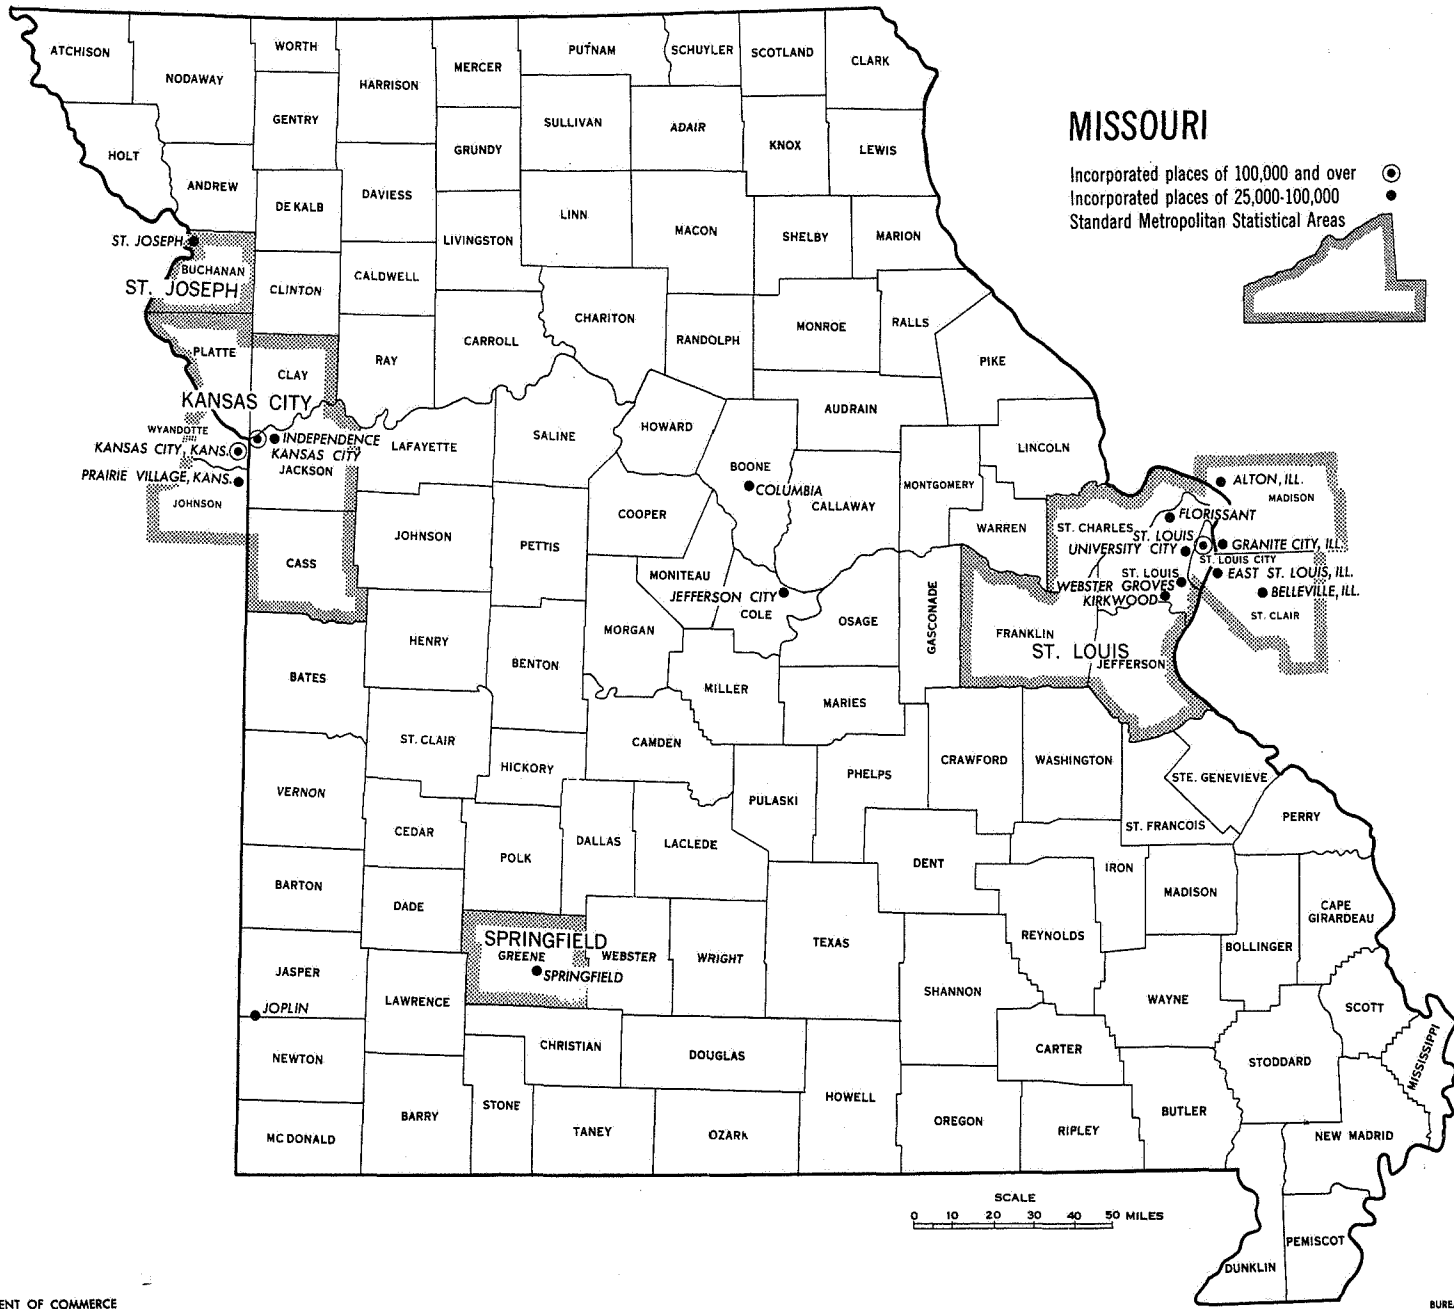 MISSOURI
Incorporated places of 100,000 and over
Incorporated places of 25,000-100,000
Standard Metropolitan Statistical Areas
ATCHISON
NODAWAY
WORTH
HARRISON
MERCER
PUTNAM
SCHUYLER
SCOTLAND
CLARK
GENTRY
SULLIVAN
ADAIR
KNOX
LEWIS
HOLT
ANDREW
DE KALB
DAVIESS
GRUNDY
LINN
MACON
SHELBY
MARION
LIVINGSTON
ST. JOSEPH
BUCHANAN
ST. JOSEPH
CLINTON
CALDWELL
CARROLL
CHARITON
RANDOLPH
MONROE
RALLS
PIKE
PLATTE
CLAY
RAY
KANSAS CITY
WYANDOTTE
KANSAS CITY, KANS.
INDEPENDENCE
KANSAS CITY
JACKSON
PRAIRIE VILLAGE, KANS.
JOHNSON
LAFAYETTE
SALINE
HOWARD
BOONE
COLUMBIA
AUDRAIN
CALLAWAY
MONTGOMERY
LINCOLN
WARREN
ALTON, ILL.
MADISON
ST. CHARLES
FLORISSANT
ST. LOUIS
UNIVERSITY CITY
GRANITE CITY, ILL.
ST. LOUIS CITY
ST. LOUIS
EAST ST. LOUIS, ILL.
WEBSTER GROVES
KIRKWOOD
BELLEVILLE, ILL.
ST. CLAIR
CASS
JOHNSON
PETTIS
COOPER
MONITEAU
JEFFERSON CITY
COLE
OSAGE
GASCONADE
FRANKLIN
ST. LOUIS
JEFFERSON
BATES
HENRY
BENTON
MORGAN
MILLER
MARIES
ST. CLAIR
HICKORY
CAMDEN
PULASKI
PHELPS
CRAWFORD
WASHINGTON
STE. GENEVIEVE
ST. FRANCOIS
PERRY
VERNON
CEDAR
POLK
DALLAS
LACLEDE
DENT
IRON
MADISON
CAPE
GIRARDEAU
BARTON
DADE
SPRINGFIELD
GREENE
SPRINGFIELD
WEBSTER
WRIGHT
TEXAS
REYNOLDS
BOLLINGER
JASPER
JOPLIN
LAWRENCE
SHANNON
WAYNE
SCOTT
MISSISSIPPI
NEWTON
CHRISTIAN
DOUGLAS
HOWELL
CARTER
STODDARD
MC DONALD
BARRY
STONE
TANEY
OZARK
OREGON
RIPLEY
BUTLER
NEW MADRID
DUNKLIN
PEMISCOT
SCALE
0 10 20 30 40 50 MILES
ENT OF COMMERCE
BURE